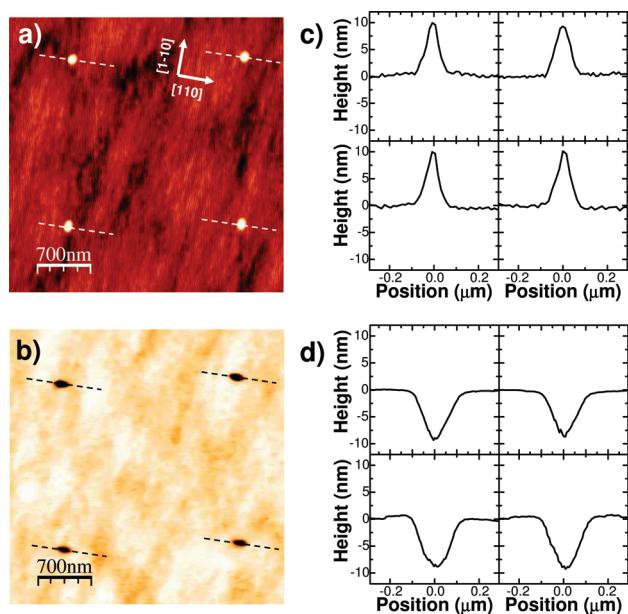 a)
[1-10]
[110]
700nm
b)
700nm
c)
Height (nm)
10
5
0
-5
-10
Height (nm)
10
5
0
-5
-10
-0.2 0.0 0.2 -0.2 0.0 0.2
Position (μm) Position (μm)
d)
Height (nm)
10
5
0
-5
-10
Height (nm)
10
5
0
-5
-10
-0.2 0.0 0.2 -0.2 0.0 0.2
Position (μm) Position (μm)